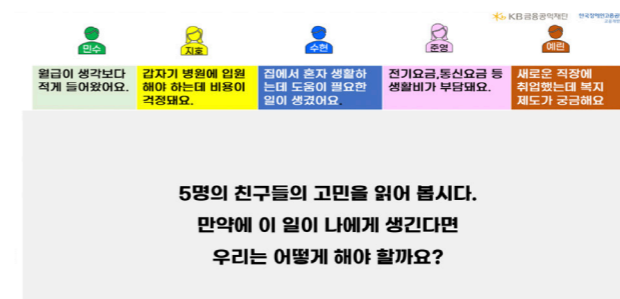 KB금융공익재단
민수
지호
수현
준영
예린
월급이 생각보다
적게 들어왔어요.
갑자기 병원에 입원
해야 하는데 비용이
걱정돼요.
집에서 혼자 생활하
는데 도움이 필요한
일이 생겼어요.
전기요금,통신요금 등
생활비가 부담돼요.
새로운 직장에
취업했는데 복지
제도가 궁금해요
5명의 친구들의 고민을 읽어 봅시다.
만약에 이 일이 나에게 생긴다면
우리는 어떻게 해야 할까요?